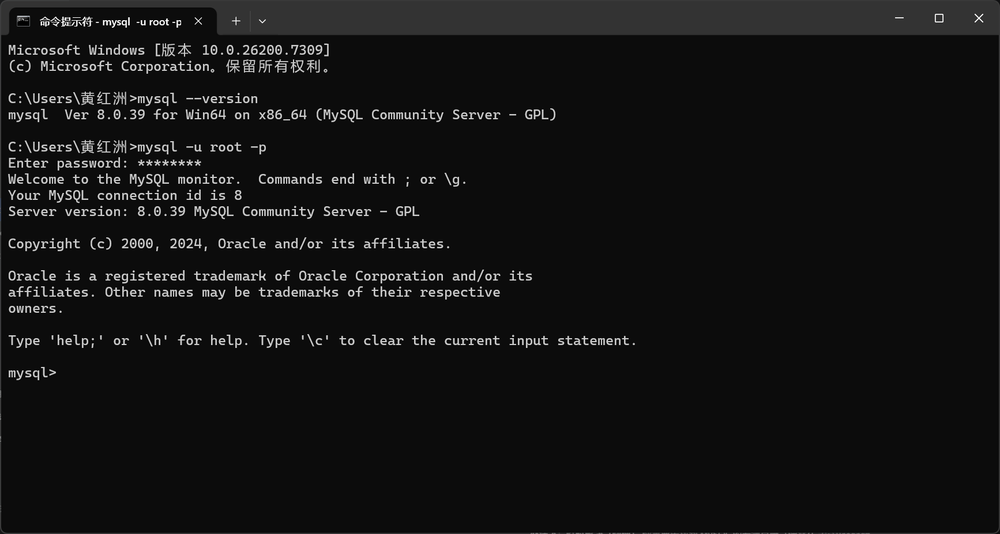 命令提示符 - mysql  -u root -p
Microsoft Windows [版本 10.0.26200.7309]
(c) Microsoft Corporation。保留所有权利。
C:\Users\黄红洲>mysql --version
mysql  Ver 8.0.39 for Win64 on x86_64 (MySQL Community Server - GPL)
C:\Users\黄红洲>mysql -u root -p
Enter password: ********
Welcome to the MySQL monitor.  Commands end with ; or \g.
Your MySQL connection id is 8
Server version: 8.0.39 MySQL Community Server - GPL
Copyright (c) 2000, 2024, Oracle and/or its affiliates.
Oracle is a registered trademark of Oracle Corporation and/or its
affiliates. Other names may be trademarks of their respective
owners.
Type 'help;' or '\h' for help. Type '\c' to clear the current input statement.
mysql>